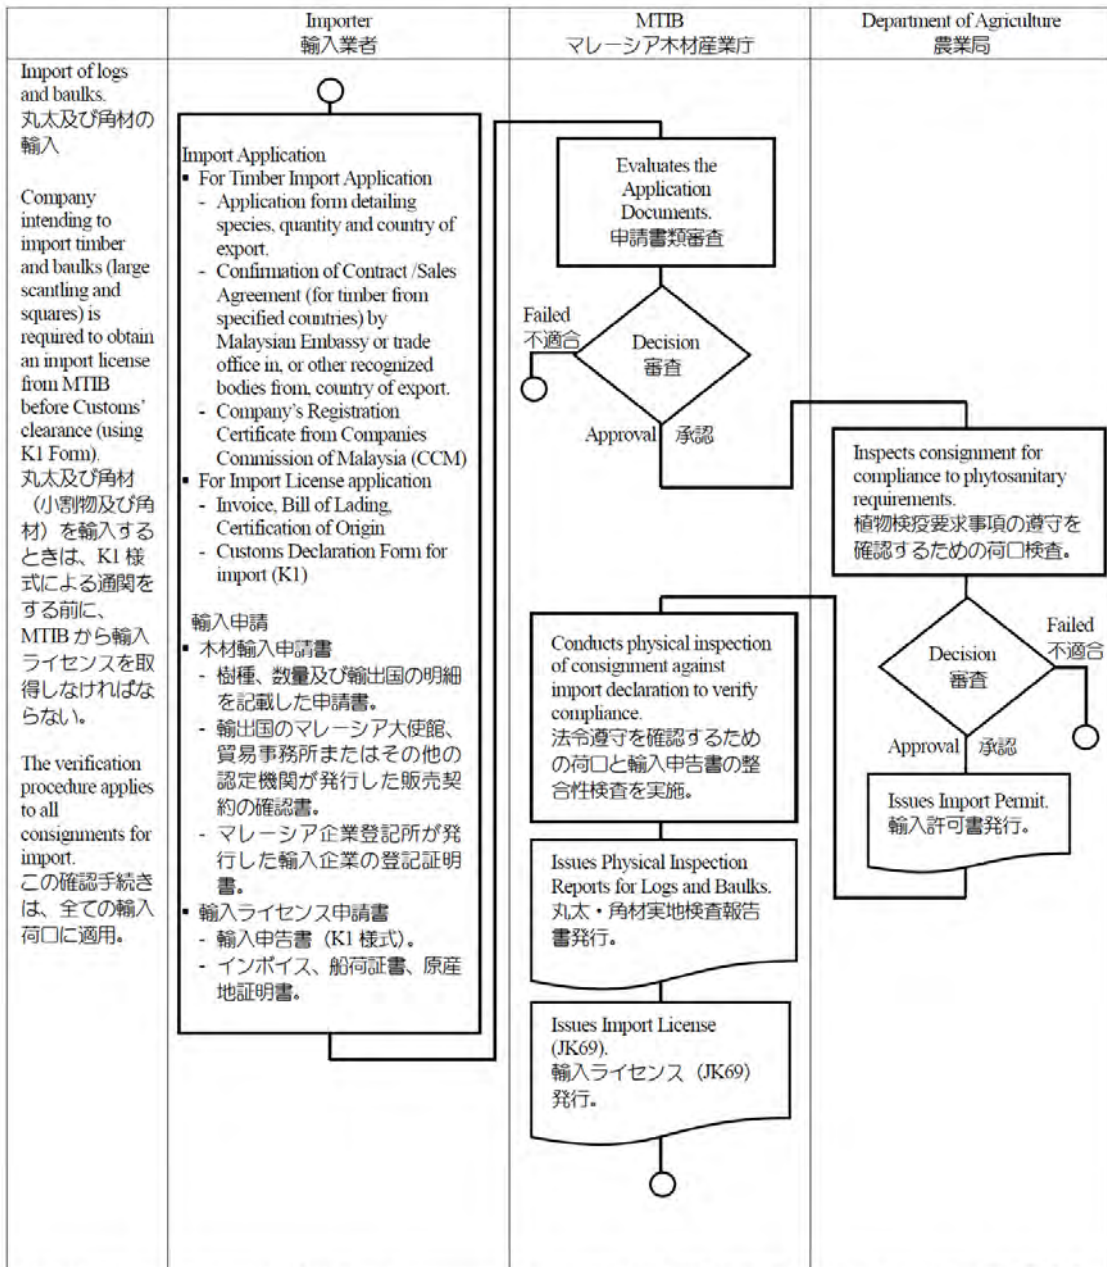 Importer
輸入業者
MTIB
マレーシア木材産業庁
Department of Agriculture
農業局
Import of logs
and baulks.
丸太及び角材の
輸入
Company
intending to
import timber
and baulks (large
scantling and
squares) is
required to obtain
an import license
from MTIB
before Customs’
clearance (using
K1 Form).
丸太及び角材
（小割物及び角
材）を輸入する
ときは、K1 様
式による通関を
する前に、
MTIB から輸入
ライセンスを取
得しなければな
らない。
The verification
procedure applies
to all
consignments for
import.
この確認手続き
は、全ての輸入
荷口に適用。
Import Application
▪ For Timber Import Application
- Application form detailing
species, quantity and country of
export.
- Confirmation of Contract /Sales
Agreement (for timber from
specified countries) by
Malaysian Embassy or trade
office in, or other recognized
bodies from, country of export.
- Company’s Registration
Certificate from Companies
Commission of Malaysia (CCM)
▪ For Import License application
- Invoice, Bill of Lading,
Certification of Origin
- Customs Declaration Form for
import (K1)
輸入申請
▪ 木材輸入申請書
- 樹種、数量及び輸出国の明細
を記載した申請書。
- 輸出国のマレーシア大使館、
貿易事務所またはその他の
認定機関が発行した販売契
約の確認書。
- マレーシア企業登記所が発
行した輸入企業の登記証明
書。
▪ 輸入ライセンス申請書
- 輸入申告書（K1 様式）。
- インボイス、船荷証書、原産
地証明書。
Evaluates the
Application
Documents.
申請書類審査
Failed
不適合
Decision
審査
Approval 承認
Inspects consignment for
compliance to phytosanitary
requirements.
植物検疫要求事項の遵守を
確認するための荷口検査。
Decision
審査
Failed
不適合
Approval 承認
Issues Import Permit.
輸入許可書発行。
Conducts physical inspection
of consignment against
import declaration to verify
compliance.
法令遵守を確認するため
の荷口と輸入申告書の整
合性検査を実施。
Issues Physical Inspection
Reports for Logs and Baulks.
丸太・角材実地検査報告
書発行。
Issues Import License
(JK69).
輸入ライセンス（JK69）
発行。